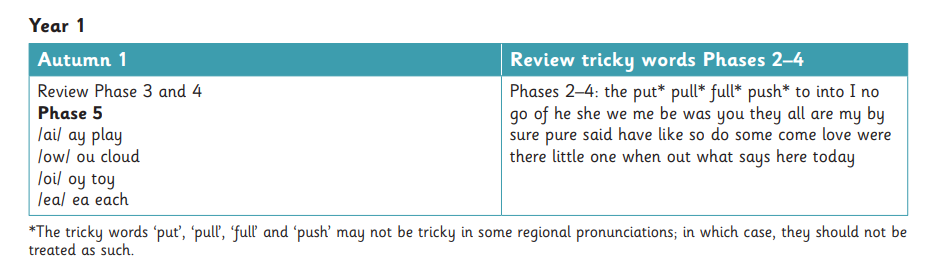 Year 1
Autumn 1
Review tricky words Phases 2–4
Review Phase 3 and 4
Phase 5
/ai/ ay play
/ow/ ou cloud
/oi/ oy toy
/ea/ ea each
Phases 2–4: the put* pull* full* push* to into I no
go of he she we me be was you they all are my by
sure pure said have like so do some come love were
there little one when out what says here today
*The tricky words ‘put’, ‘pull’, ‘full’ and ‘push’ may not be tricky in some regional pronunciations; in which case, they should not be
treated as such.